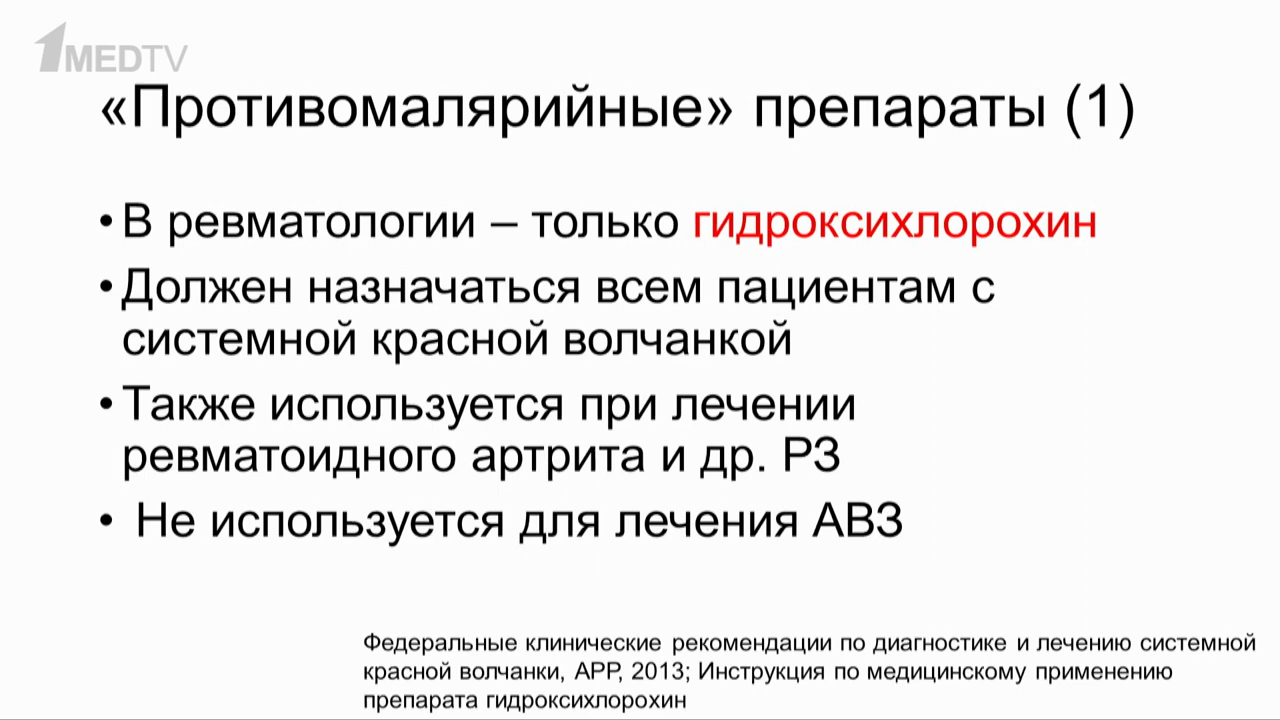 1MEDTV
«Противомалярийные» препараты (1)
• В ревматологии – только гидроксихлорохин
• Должен назначаться всем пациентам с
системной красной волчанкой
• Также используется при лечении
ревматоидного артрита и др. РЗ
• Не используется для лечения АВЗ
Федеральные клинические рекомендации по диагностике и лечению системной
красной волчанки, АРР, 2013; Инструкция по медицинскому применению
препарата гидроксихлорохин